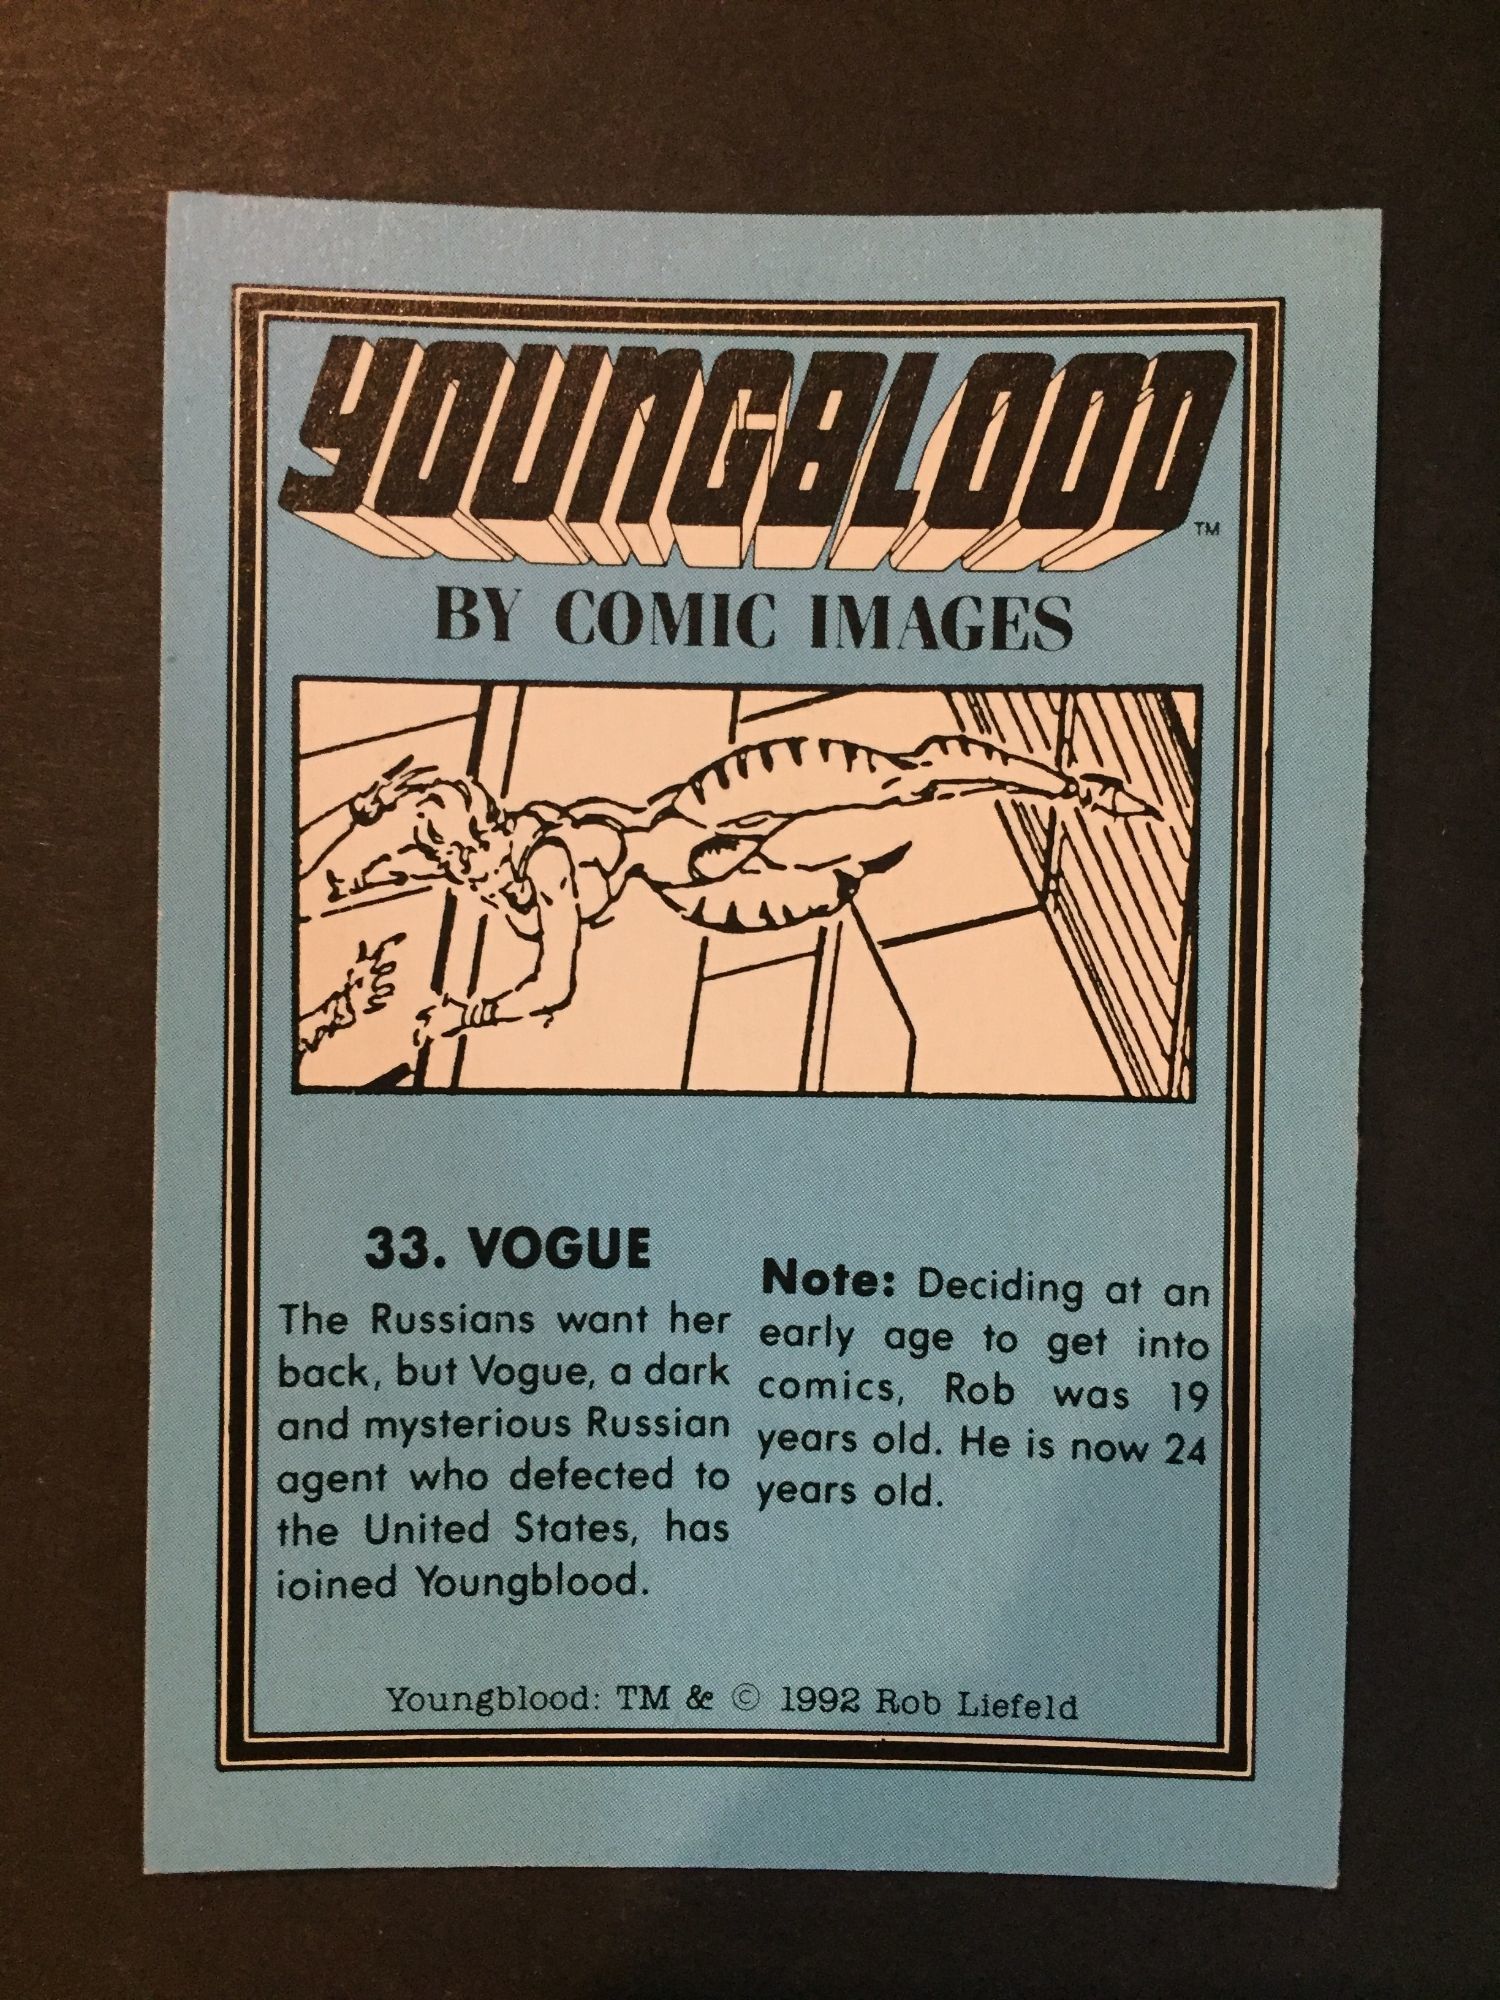 YOUNGBLOOD™
BY COMIC IMAGES
33. VOGUE
The Russians want her
back, but Vogue, a dark
and mysterious Russian
agent who defected to
the United States, has
ioined Youngblood.
Note: Deciding at an
early age to get into
comics, Rob was 19
years old. He is now 24
years old.
Youngblood: TM & © 1992 Rob Liefeld